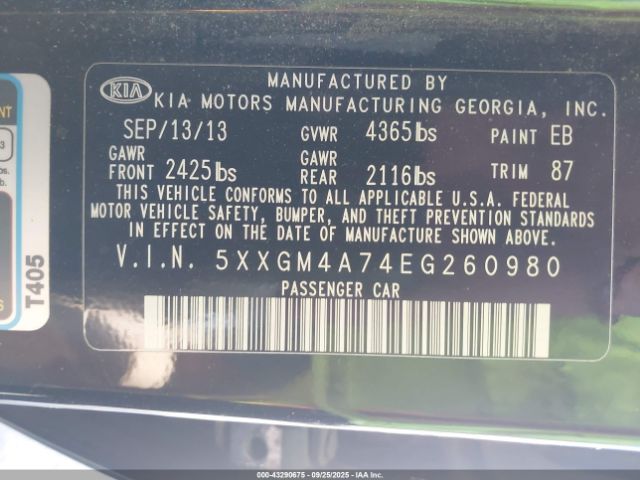 MANUFACTURED BY
KIA KIA MOTORS MANUFACTURING GEORGIA, INC.
SEP/13/13 GVWR 4365lbs PAINT EB
GAWR FRONT 2425lbs GAWR REAR 2116lbs TRIM 87
THIS VEHICLE CONFORMS TO ALL APPLICABLE U.S.A. FEDERAL
MOTOR VEHICLE SAFETY, BUMPER, AND THEFT PREVENTION STANDARDS
IN EFFECT ON THE DATE OF MANUFACTURE SHOWN ABOVE.
V.I.N. 5XXGM4A74EG260980
PASSENGER CAR
T405
000-43290675 - 09/25/2025 - IAA Inc.